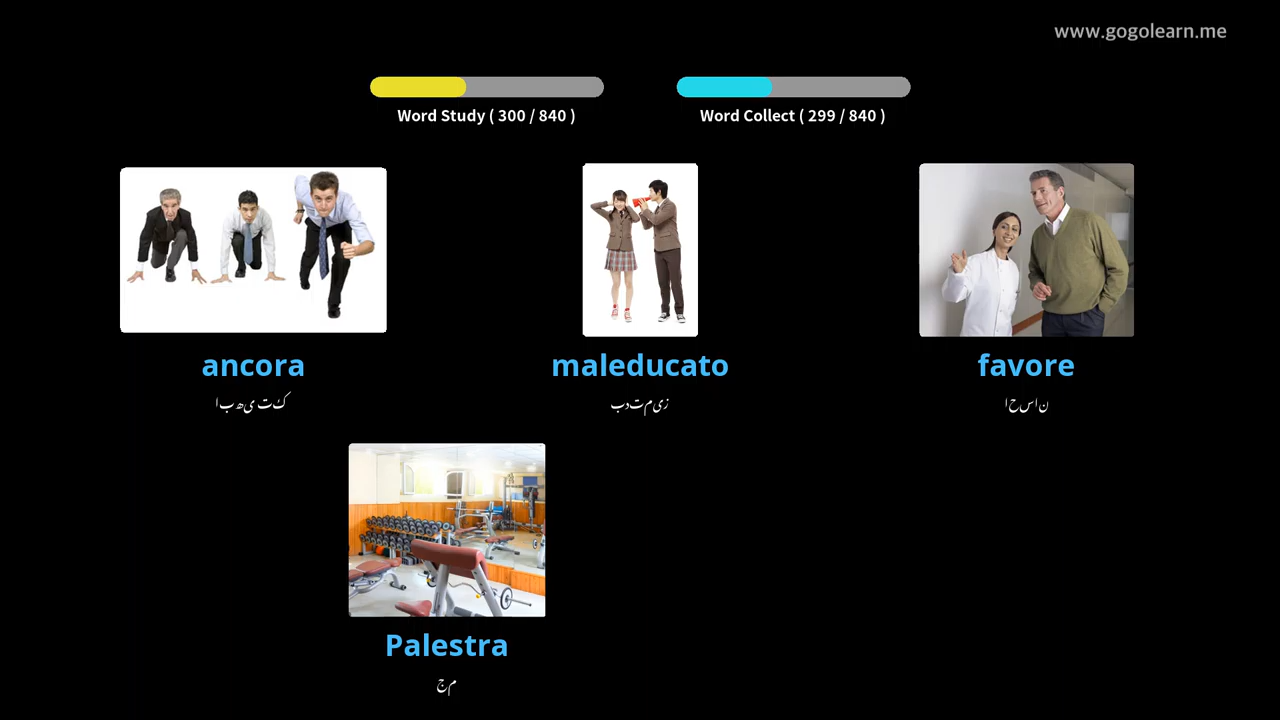 www.gogolearn.me
Word Study ( 300 / 840 )
Word Collect ( 299 / 840 )
ancora
maleducato
favore
ابھی تک
بدتمیز
احسان
Palestra
جم